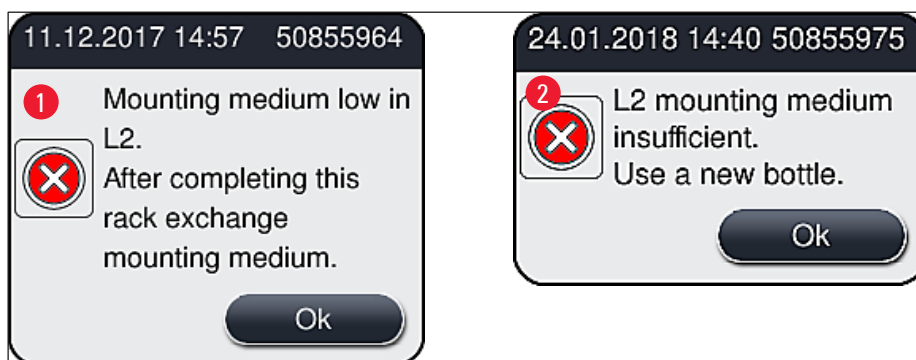 11.12.2017 14:57 50855964
1
Mounting medium low in
L2.
After completing this
rack exchange
mounting medium.
Ok
24.01.2018 14:40 50855975
2
L2 mounting medium
insufficient.
Use a new bottle.
Ok